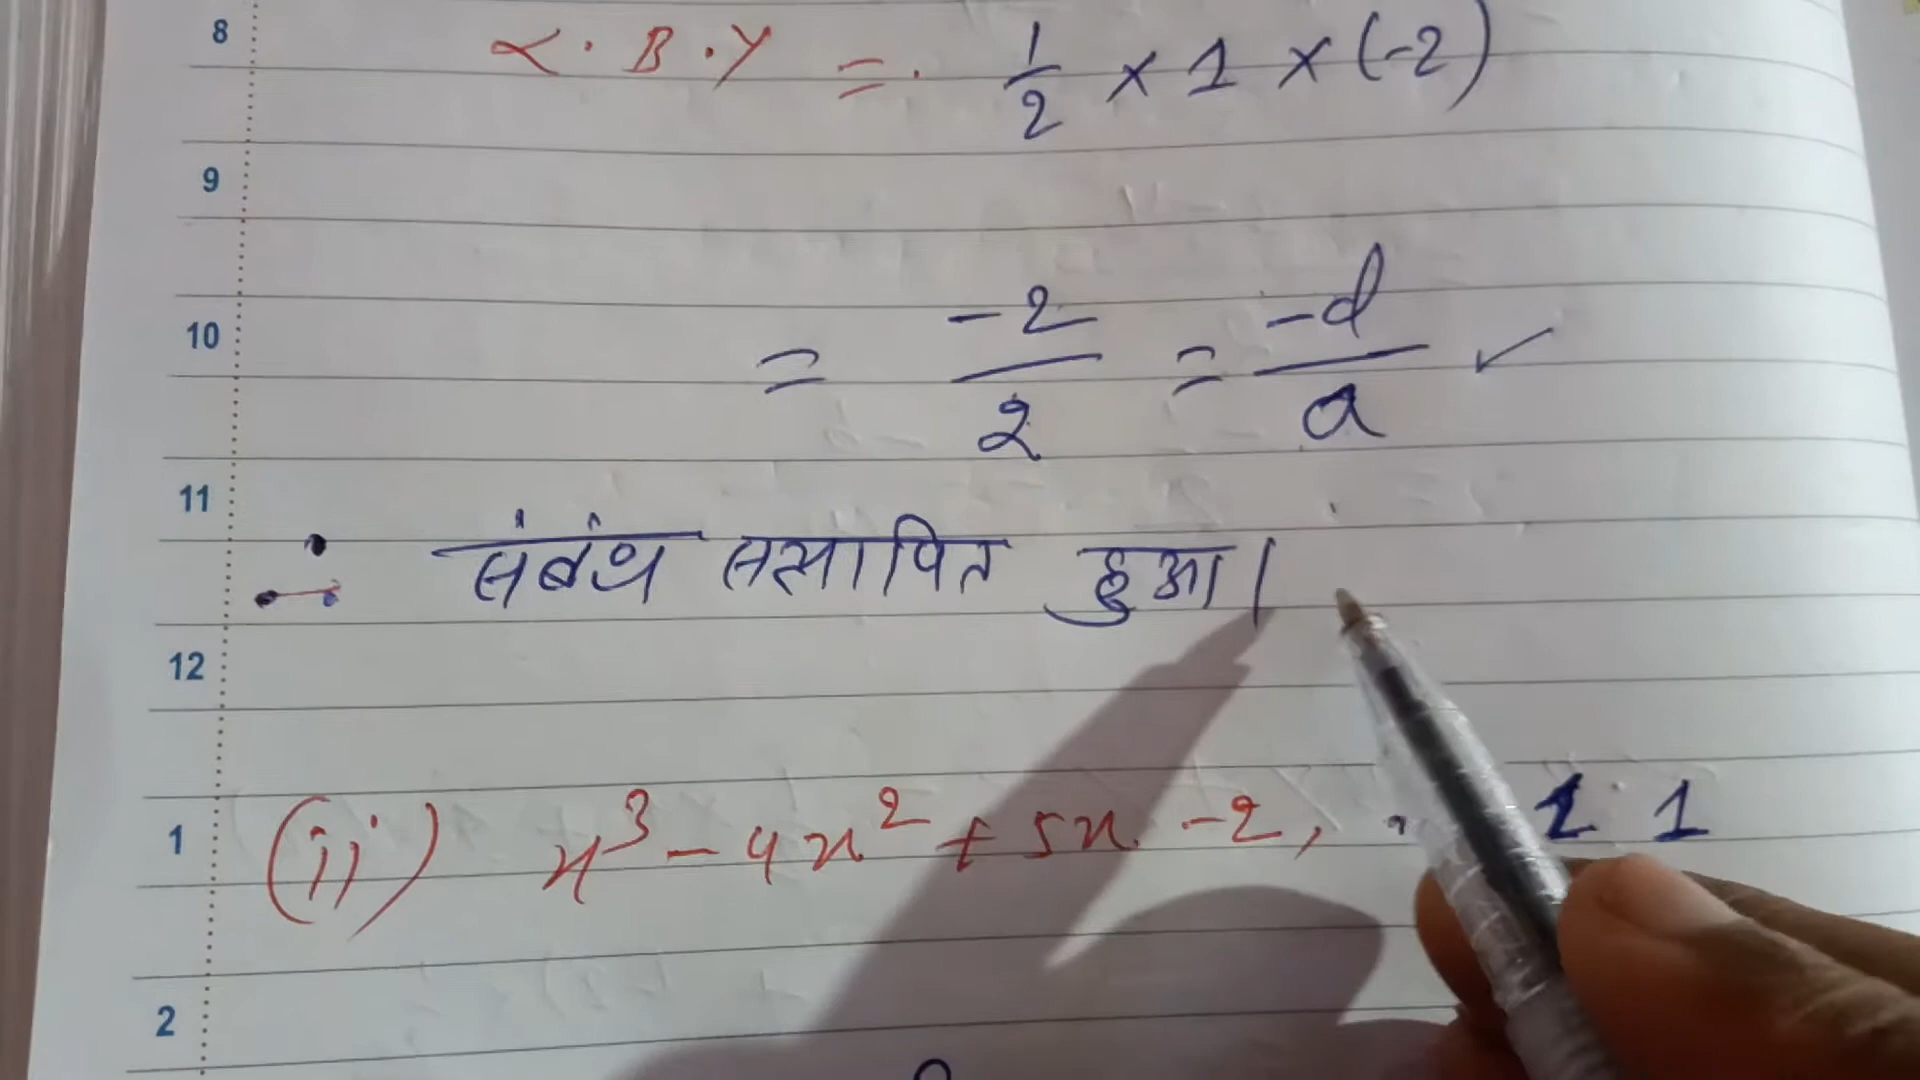 8 α · B · γ = 1/2 × 1 × (-2)
9
10 = -2/2 = -d/a ✓
11
∴ संबंध सत्यापित हुआ।
12
1 (ii) x³ - 4x² + 5x - 2, 1 1
2